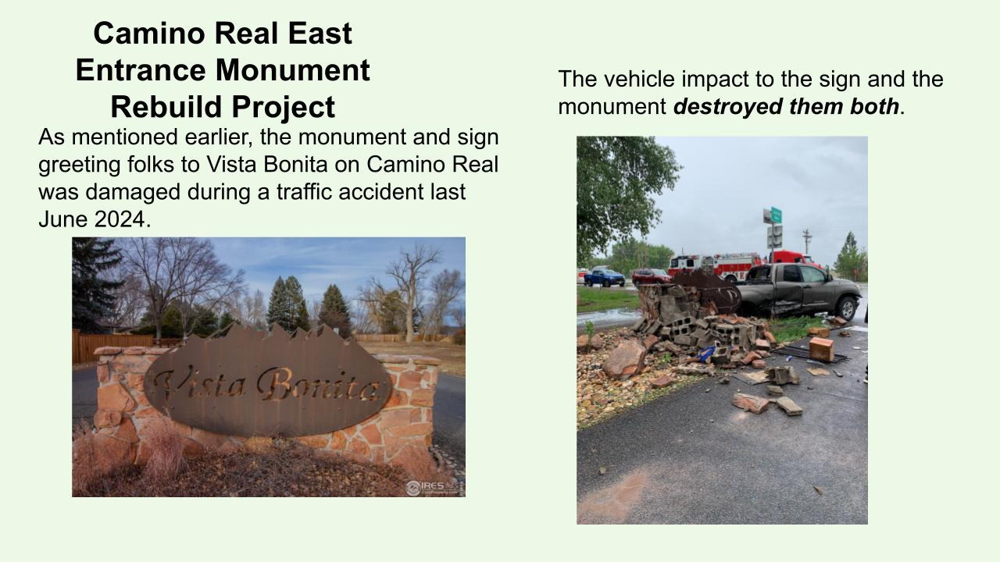 Camino Real East
Entrance Monument
Rebuild Project
As mentioned earlier, the monument and sign
greeting folks to Vista Bonita on Camino Real
was damaged during a traffic accident last
June 2024.
Vista Bonita
IRES
The vehicle impact to the sign and the
monument destroyed them both.